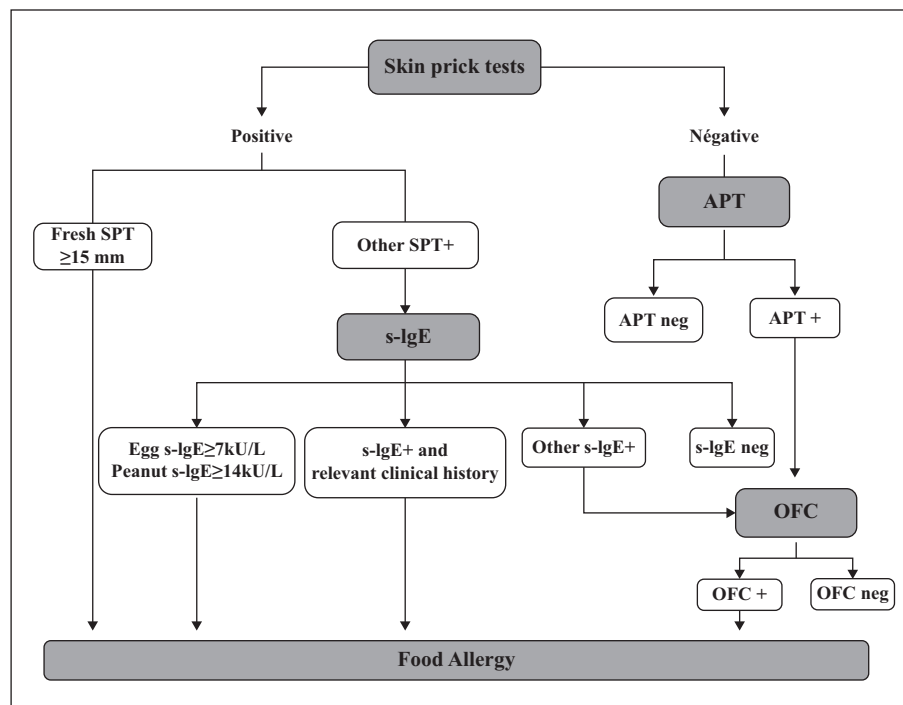 Skin prick tests
Positive
Négative
APT
Fresh SPT
≥15 mm
Other SPT+
APT neg
APT +
s-lgE
Egg s-lgE≥7kU/L
Peanut s-lgE≥14kU/L
s-lgE+ and
relevant clinical history
Other s-lgE+
s-lgE neg
OFC
OFC +
OFC neg
Food Allergy